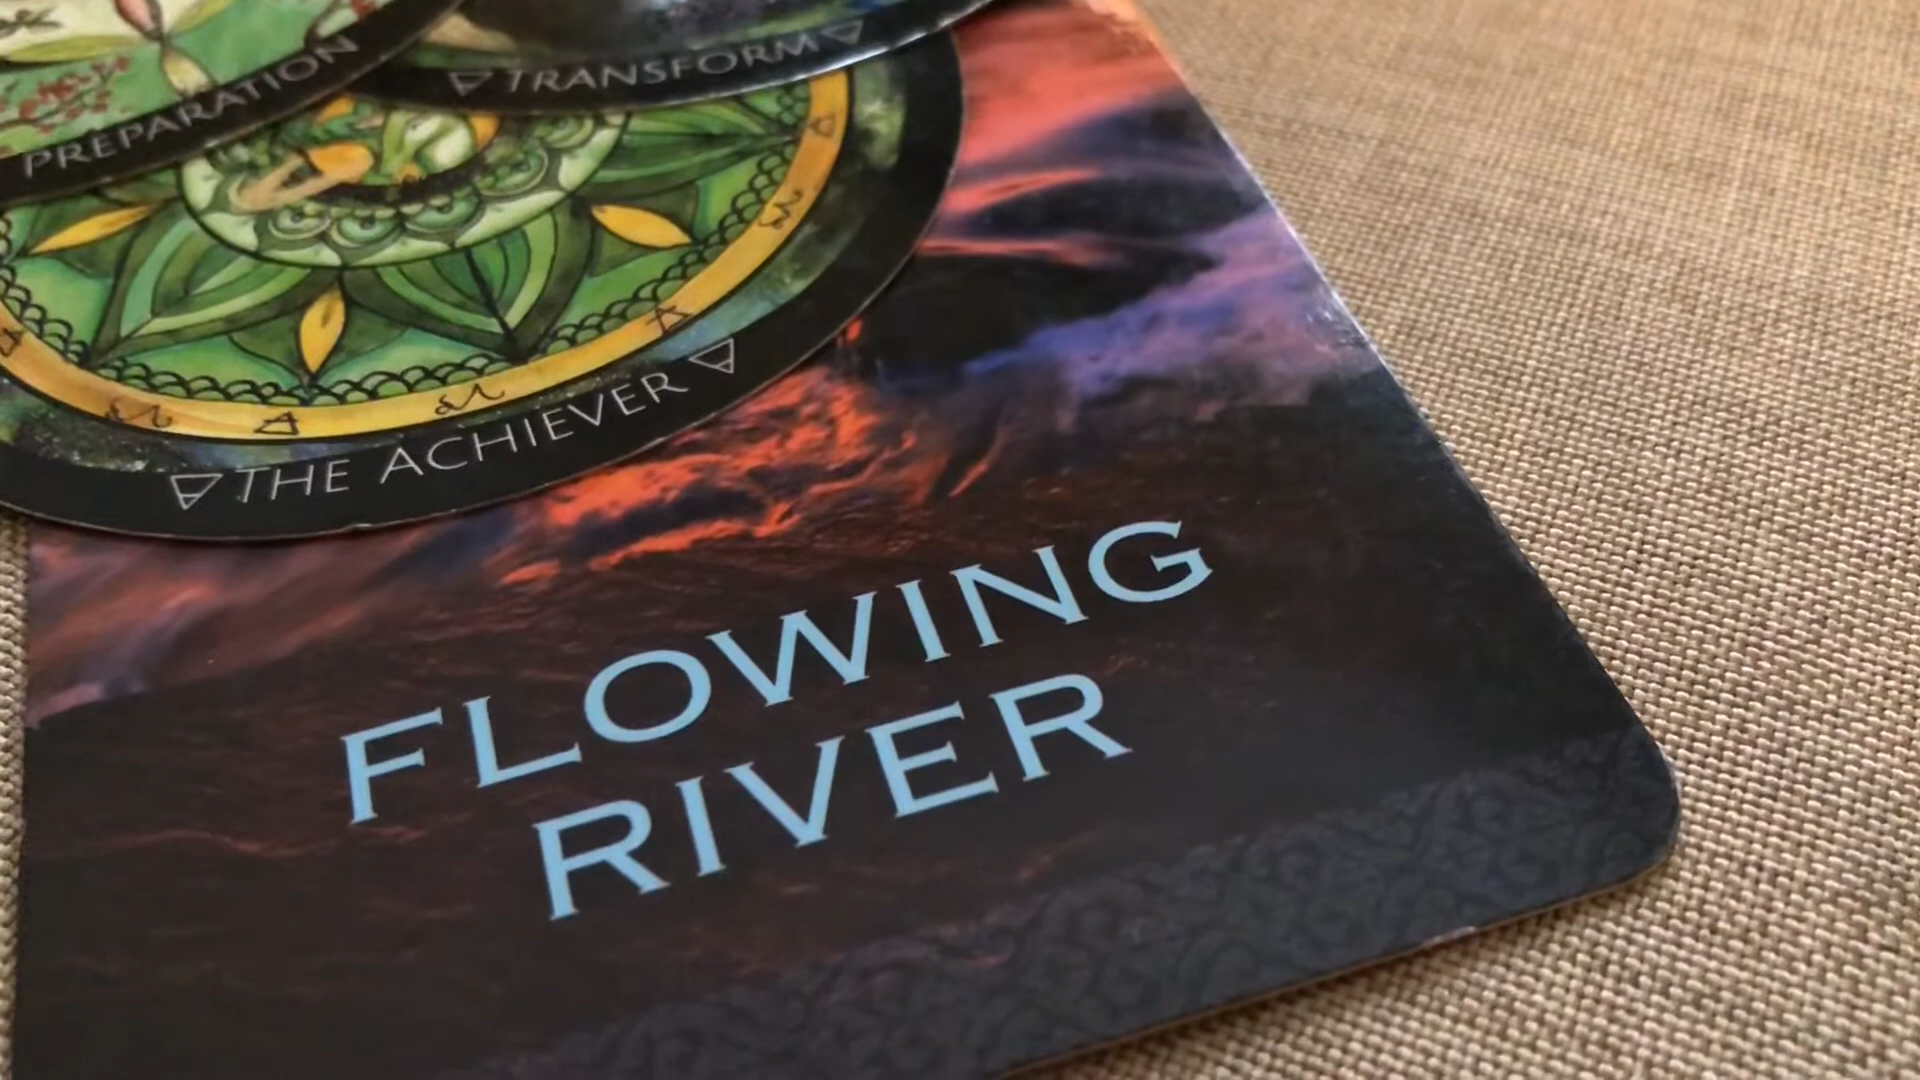 PREPARATION
TRANSFORM
THE ACHIEVER
FLOWING
RIVER